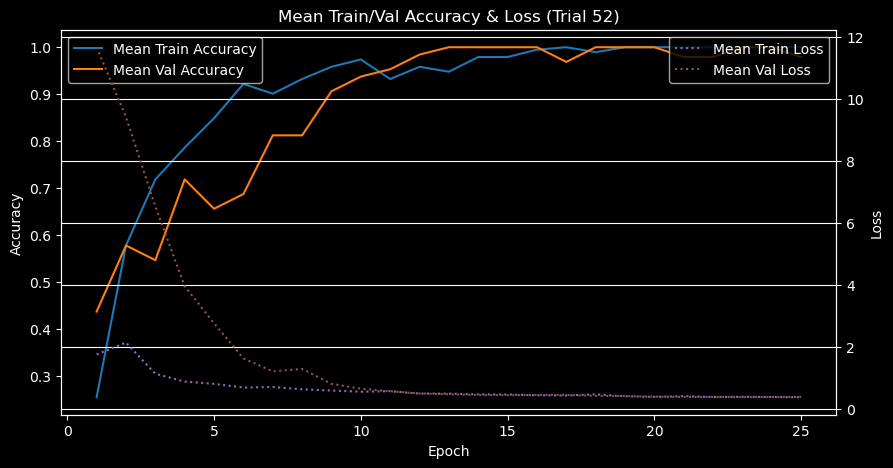 Mean Train/Val Accuracy & Loss (Trial 52)
Mean Train Accuracy
Mean Val Accuracy
Mean Train Loss
Mean Val Loss
Accuracy
1.0
0.9
0.8
0.7
0.6
0.5
0.4
0.3
Loss
12
10
8
6
4
2
0
0 5 10 15 20 25
Epoch